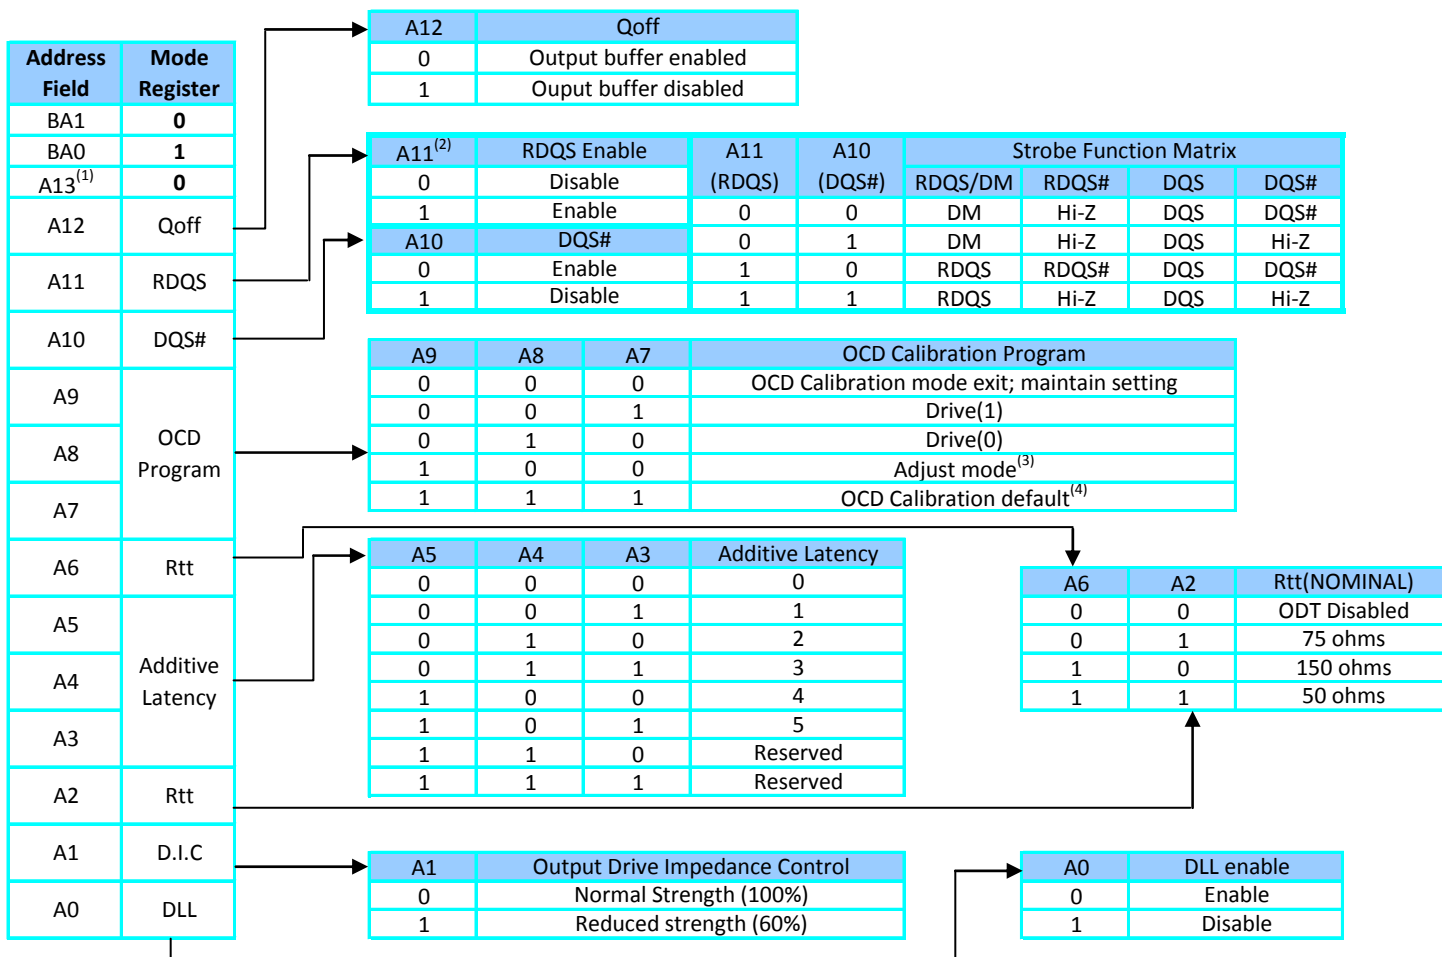 Address Field Mode Register
BA1 0
BA0 1
A13(1) 0
A12 Qoff
A11 RDQS
A10 DQS#
A9
A8
A7
OCD Program
A6 Rtt
A5
A4
A3
Additive Latency
A2 Rtt
A1 D.I.C
A0 DLL
A12 Qoff
0 Output buffer enabled
1 Ouput buffer disabled
A11(2) RDQS Enable
0 Disable
1 Enable
A10 DQS#
0 Enable
1 Disable
A11 (RDQS) A10 (DQS#) Strobe Function Matrix
RDQS/DM RDQS# DQS DQS#
0 0 DM Hi-Z DQS DQS#
0 1 DM Hi-Z DQS Hi-Z
1 0 RDQS RDQS# DQS DQS#
1 1 RDQS Hi-Z DQS Hi-Z
A9 A8 A7 OCD Calibration Program
0 0 0 OCD Calibration mode exit; maintain setting
0 0 1 Drive(1)
0 1 0 Drive(0)
1 0 0 Adjust mode(3)
1 1 1 OCD Calibration default(4)
A5 A4 A3 Additive Latency
0 0 0 0
0 0 1 1
0 1 0 2
0 1 1 3
1 0 0 4
1 0 1 5
1 1 0 Reserved
1 1 1 Reserved
A6 A2 Rtt(NOMINAL)
0 0 ODT Disabled
0 1 75 ohms
1 0 150 ohms
1 1 50 ohms
A1 Output Drive Impedance Control
0 Normal Strength (100%)
1 Reduced strength (60%)
A0 DLL enable
0 Enable
1 Disable